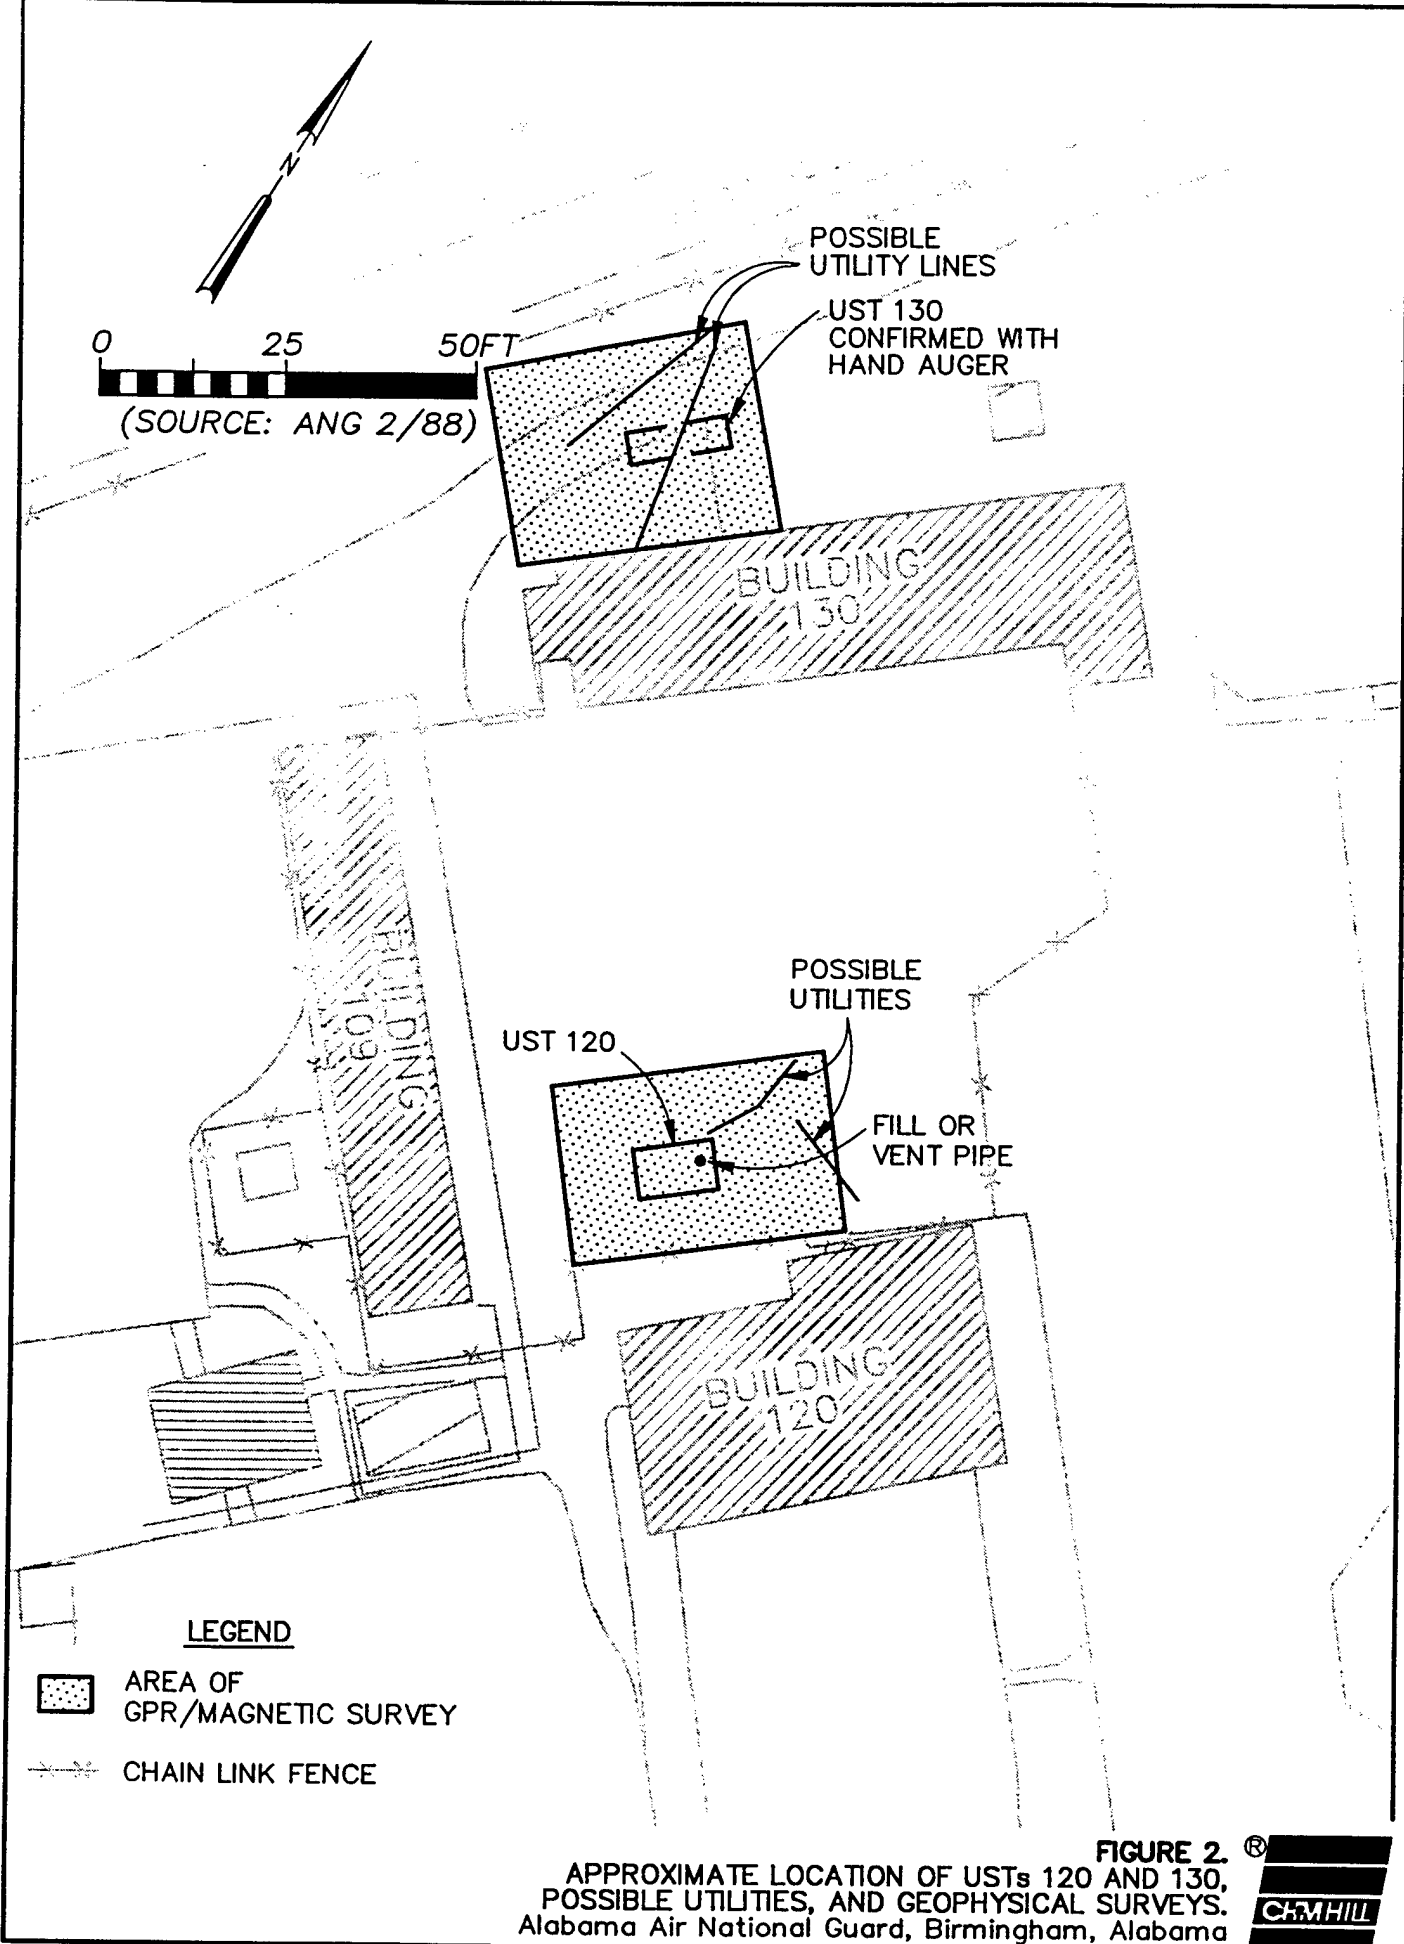 N
POSSIBLE
UTILITY LINES
UST 130
CONFIRMED WITH
HAND AUGER
0 25 50FT
(SOURCE: ANG 2/88)
BUILDING
130
BUILDING
109
POSSIBLE
UTILITIES
UST 120
FILL OR
VENT PIPE
BUILDING
120
LEGEND
AREA OF
GPR/MAGNETIC SURVEY
CHAIN LINK FENCE
FIGURE 2. ®
APPROXIMATE LOCATION OF USTs 120 AND 130,
POSSIBLE UTILITIES, AND GEOPHYSICAL SURVEYS.
Alabama Air National Guard, Birmingham, Alabama
CH2M HILL